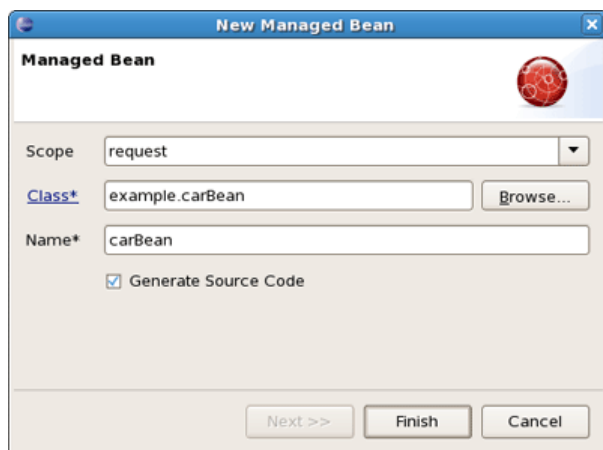 New Managed Bean
Managed Bean
Scope request
Class* example.carBean Browse...
Name* carBean
Generate Source Code
Next >> Finish Cancel